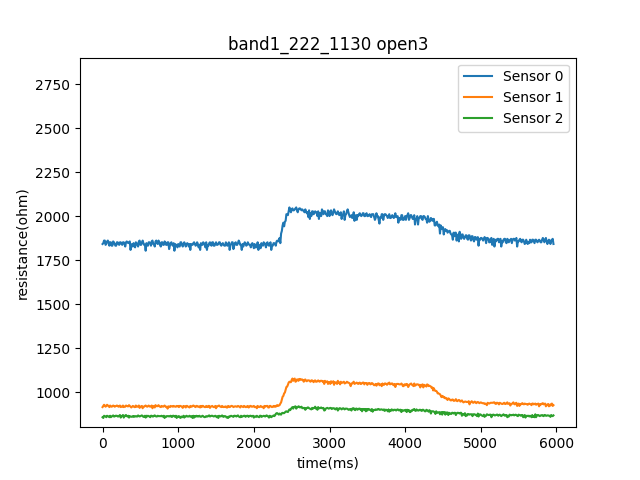 band1_222_1130 open3
Sensor 0
Sensor 1
Sensor 2
resistance(ohm)
2750
2500
2250
2000
1750
1500
1250
1000
0 1000 2000 3000 4000 5000 6000
time(ms)